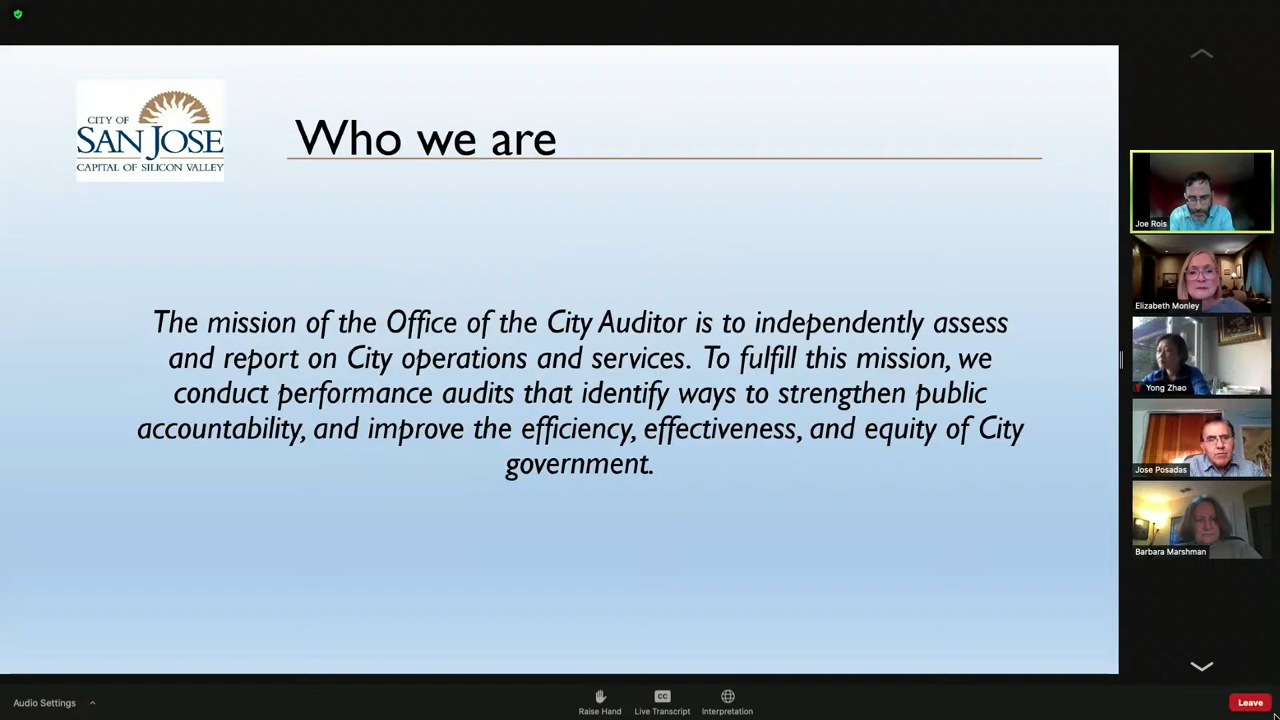 CITY OF
SAN JOSE
CAPITAL OF SILICON VALLEY
Who we are
The mission of the Office of the City Auditor is to independently assess
and report on City operations and services. To fulfill this mission, we
conduct performance audits that identify ways to strengthen public
accountability, and improve the efficiency, effectiveness, and equity of City
government.
Joe Rois
Elizabeth Monley
Yong Zhao
Jose Posadas
Barbara Marshman
Audio Settings
Raise Hand
CC
Live Transcript
Interpretation
Leave